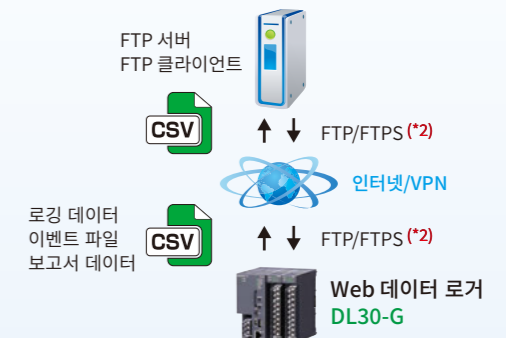 FTP 서버
FTP 클라이언트
CSV
FTP/FTPS (*2)
인터넷/VPN
로깅 데이터
이벤트 파일
보고서 데이터
CSV
FTP/FTPS (*2)
Web 데이터 로거
DL30-G